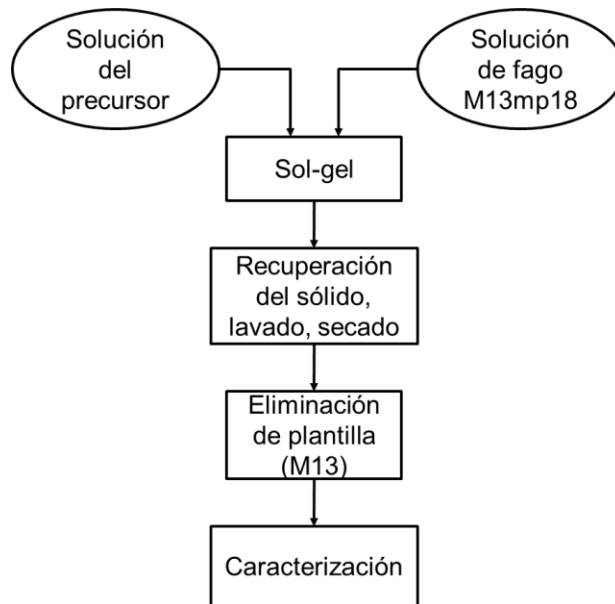 Solución
del
precursor
Solución
de fago
M13mp18
Sol-gel
Recuperación
del sólido,
lavado, secado
Eliminación
de plantilla
(M13)
Caracterización